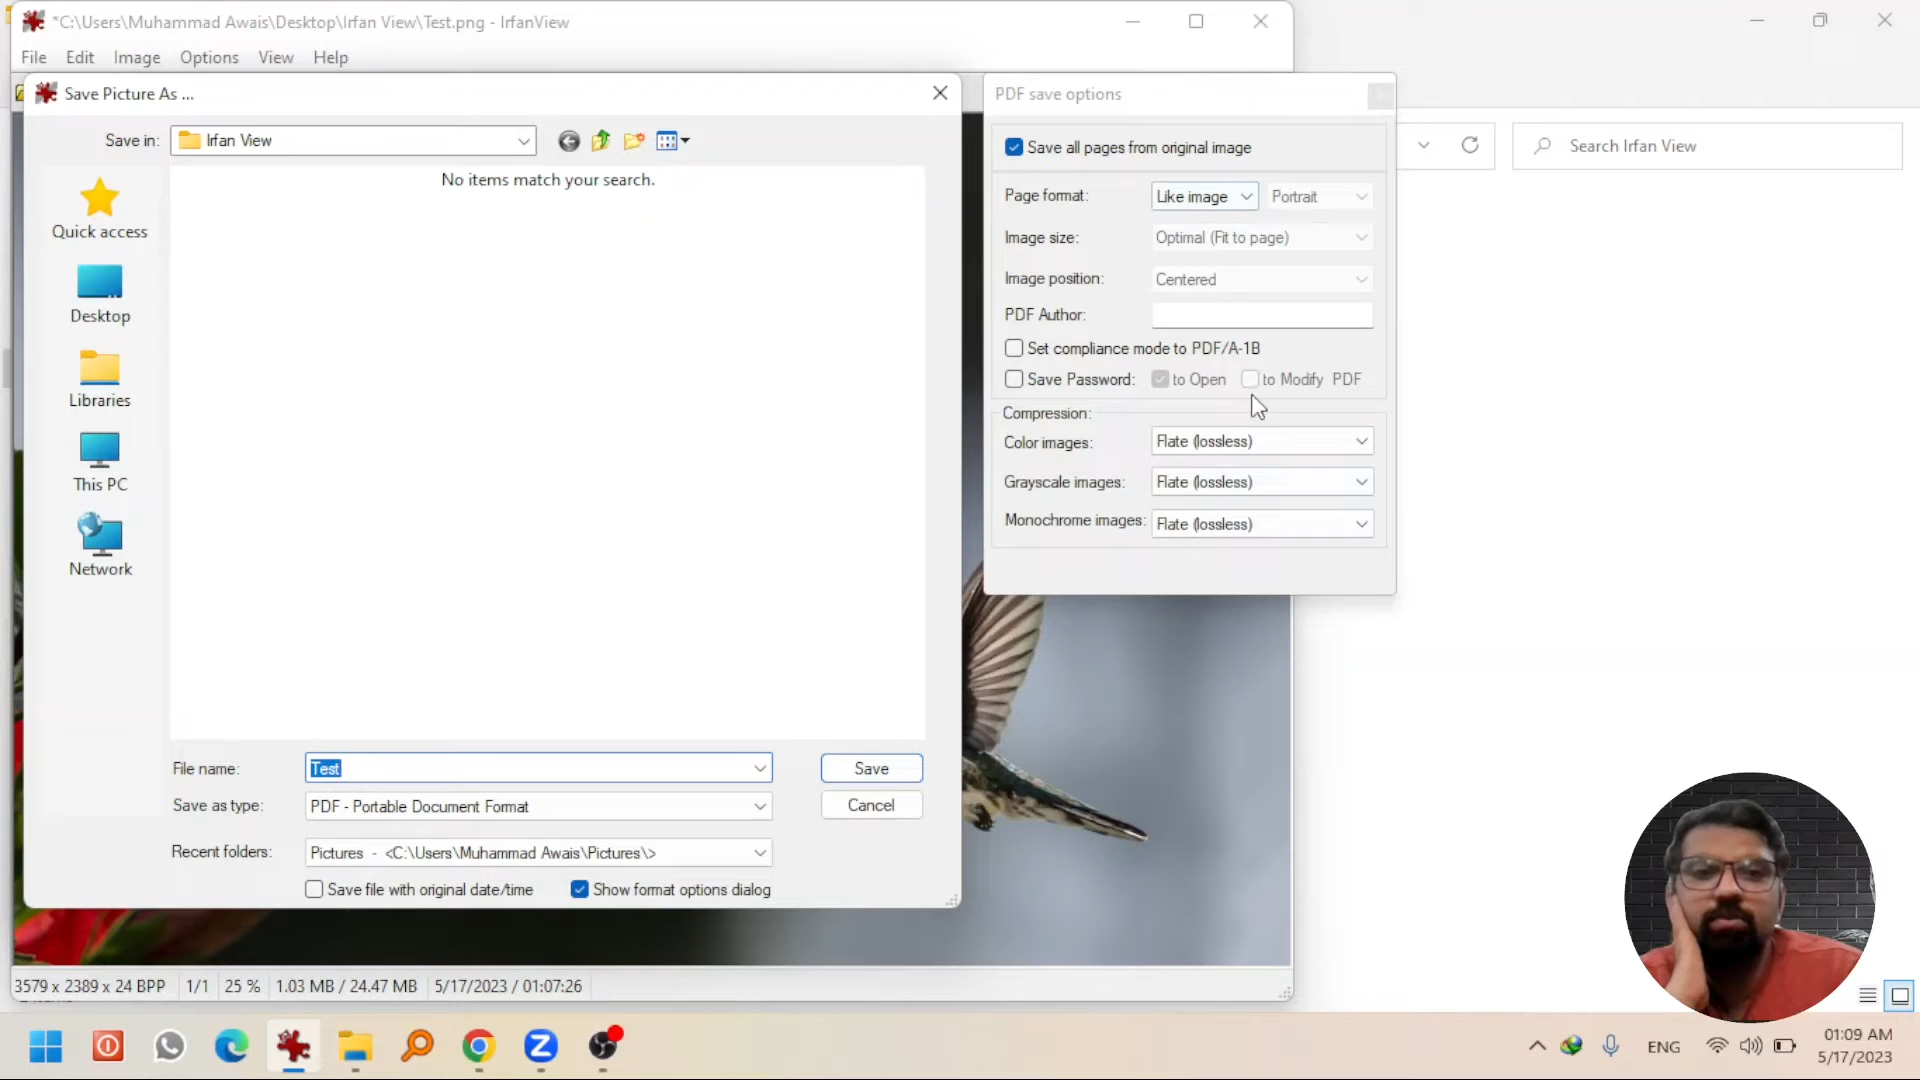 *C:\Users\Muhammad Awais\Desktop\Irfan View\Test.png - IrfanView
File Edit Image Options View Help
Save Picture As ...
Save in: Irfan View
No items match your search.
Quick access
Desktop
Libraries
This PC
Network
File name: Test
Save
Save as type: PDF - Portable Document Format
Cancel
Recent folders: Pictures - <C:\Users\Muhammad Awais\Pictures\>
Save file with original date/time Show format options dialog
PDF save options
Save all pages from original image
Page format: Like image Portrait
Image size: Optimal (Fit to page)
Image position: Centered
PDF Author:
Set compliance mode to PDF/A-1B
Save Password: to Open to Modify PDF
Compression:
Color images: Flate (lossless)
Grayscale images: Flate (lossless)
Monochrome images: Flate (lossless)
Search Irfan View
3579 x 2389 x 24 BPP 1/1 25 % 1.03 MB / 24.47 MB 5/17/2023 / 01:07:26
ENG
01:09 AM
5/17/2023